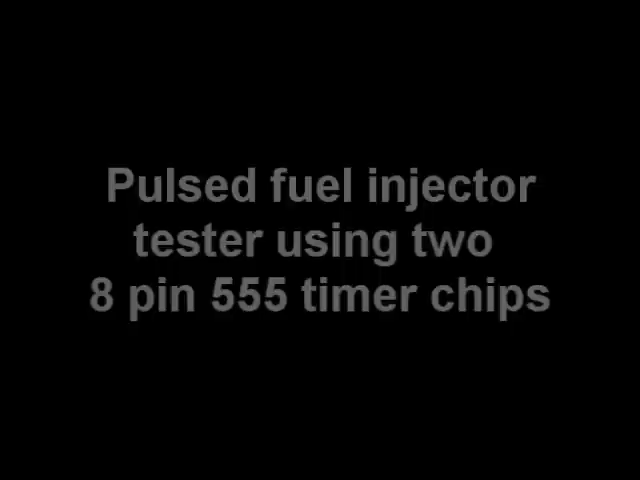 Pulsed fuel injector
tester using two
8 pin 555 timer chips